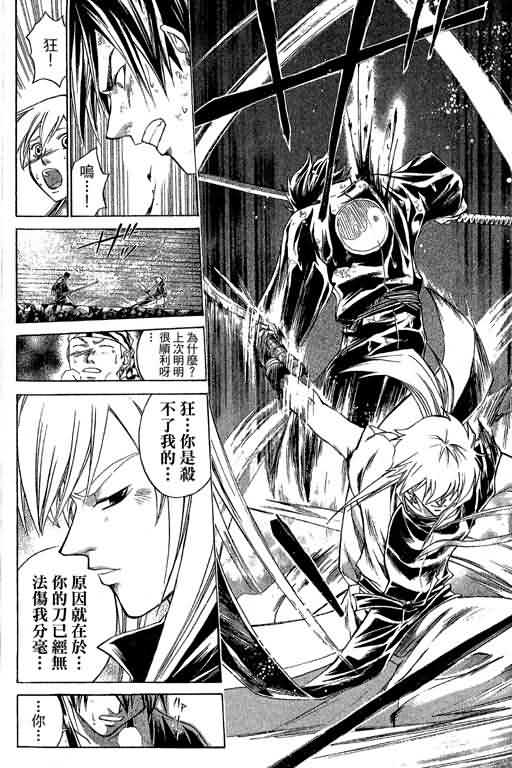 狂！
嗚…！
為什麼？
上次明明
很順利呀
…
狂…你是殺
不了我的…
原因就在於…
你的刀已經無
法傷我分毫…
…你…